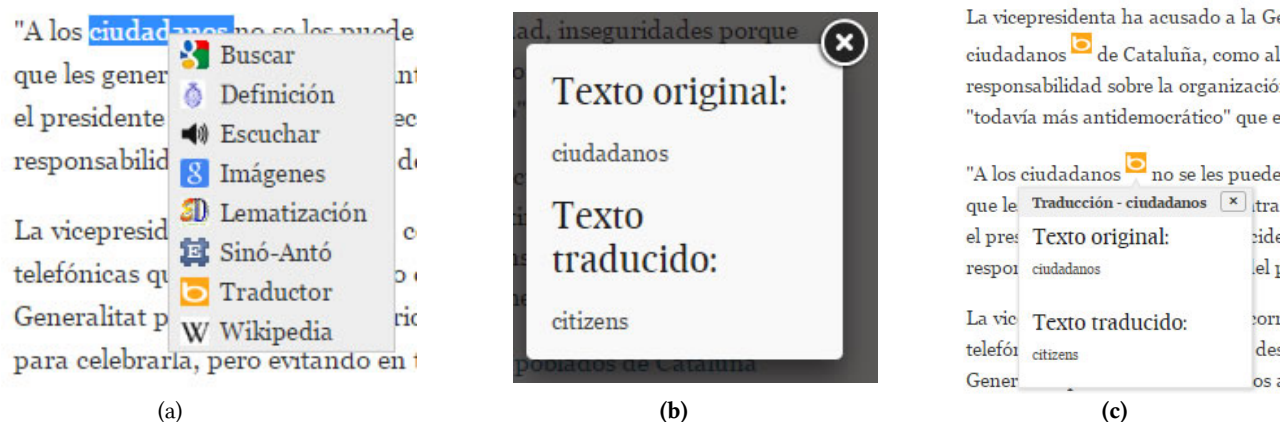 "A los ciudadanos no se les puede
que les gener
el presidente
responsabilid
La vicepresid
telefónicas qu
Generalitat p
para celebrarla, pero evitando en
Buscar
Definición
Escuchar
Imágenes
Lematización
Sinó-Antó
Traductor
Wikipedia
(a)
ad, inseguridades porque
Texto original:
ciudadanos
Texto
traducido:
citizens
poblados de Cataluña
(b)
La vicepresidenta ha acusado a la Ge
ciudadanos de Cataluña, como al
responsabilidad sobre la organización
"todavía más antidemocrático" que e
"A los ciudadanos no se les puede
que le
Traducción - ciudadanos
tra
el pres
Texto original:
cide
respon
ciudadanos
el p
La vic
Texto traducido:
corr
telefón
citizens
des
Gener
os a
(c)